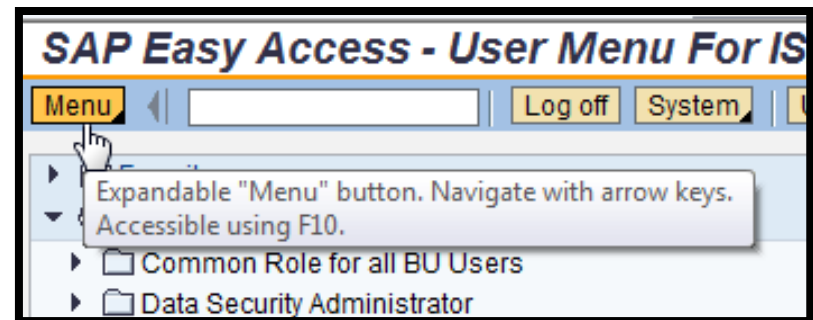 SAP Easy Access - User Menu For IS
Menu Log off System
Expandable "Menu" button. Navigate with arrow keys.
Accessible using F10.
Common Role for all BU Users
Data Security Administrator